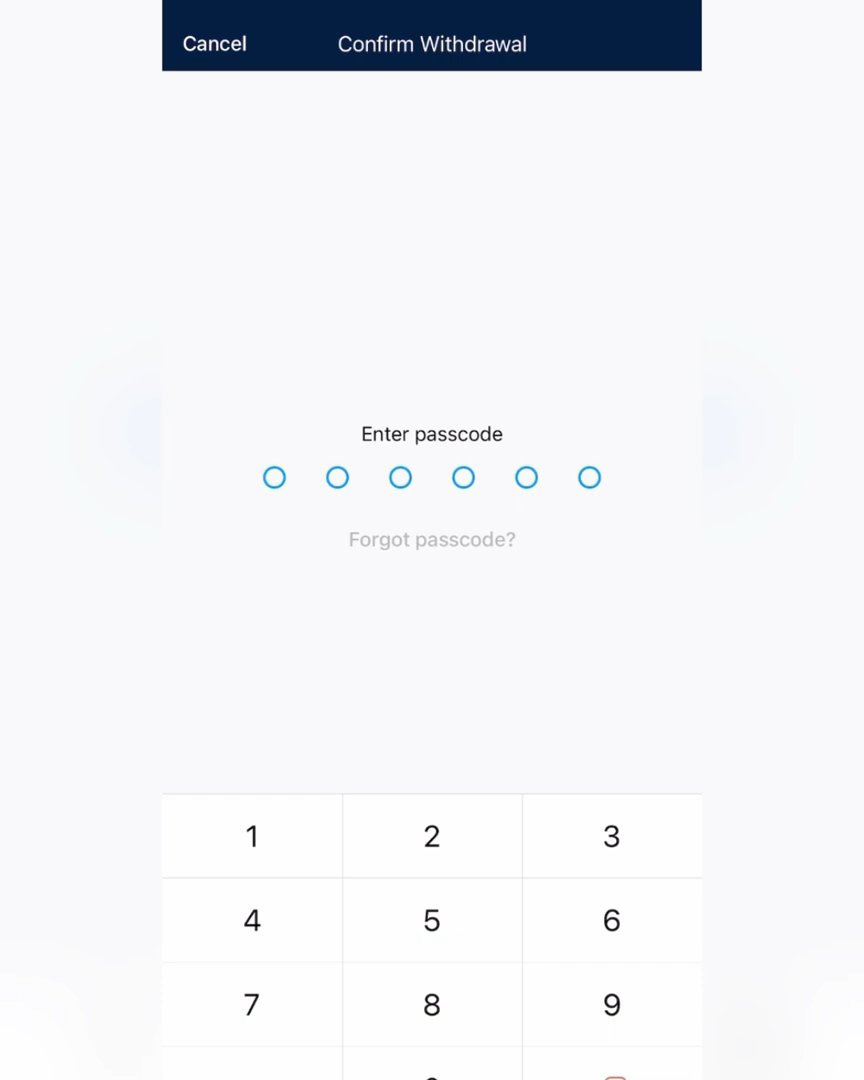 Cancel Confirm Withdrawal
Enter passcode
Forgot passcode?
1 2 3
4 5 6
7 8 9